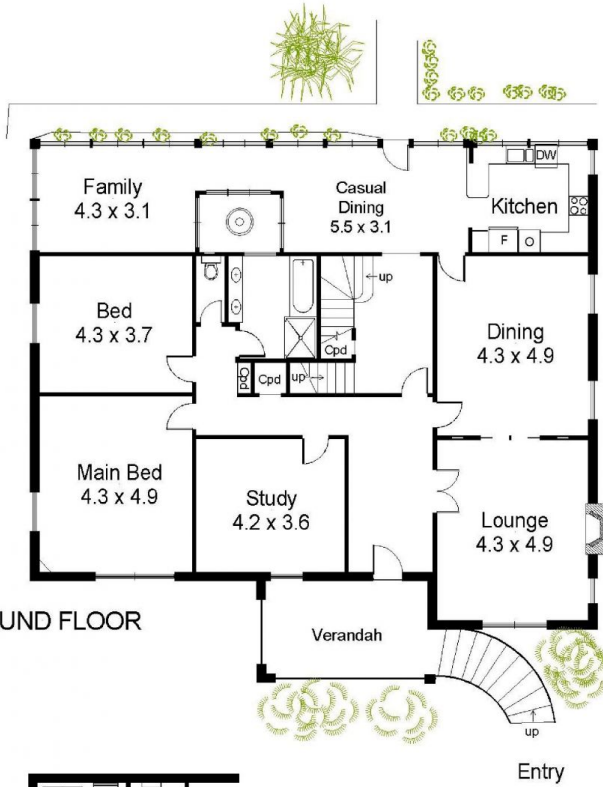 DW
Family
4.3 x 3.1
Casual
Dining
5.5 x 3.1
Kitchen
F
up
Bed
4.3 x 3.7
Dining
4.3 x 4.9
Cpd
Cpd
Cpd
up
Main Bed
4.3 x 4.9
Study
4.2 x 3.6
Lounge
4.3 x 4.9
UND FLOOR
Verandah
up
Entry